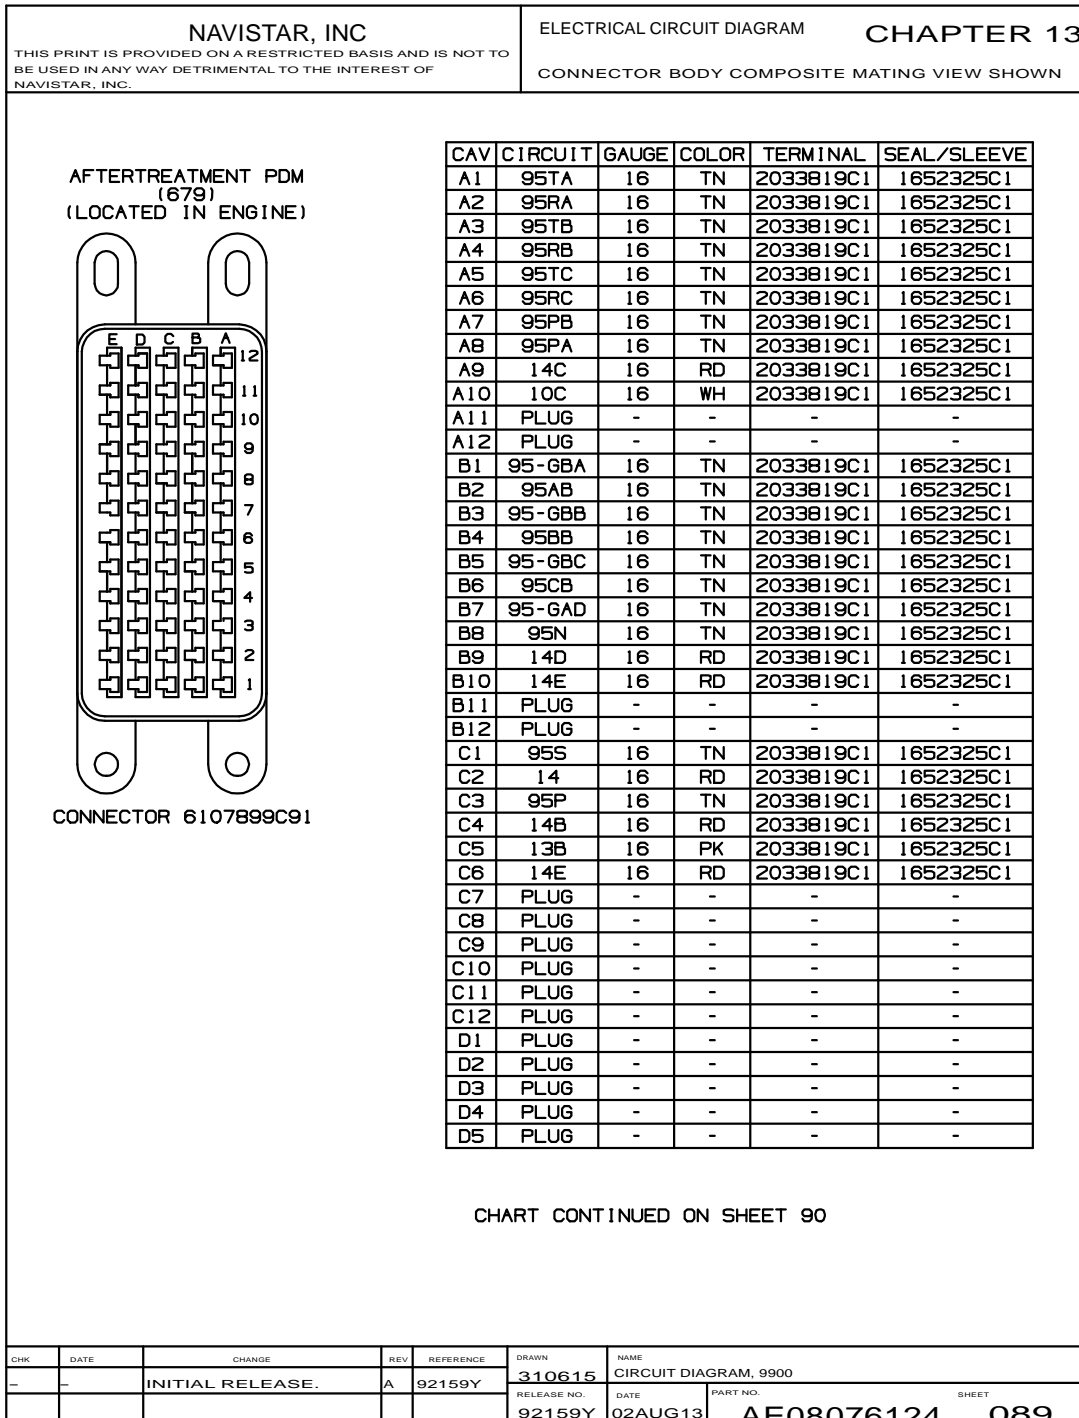 NAVISTAR, INC
THIS PRINT IS PROVIDED ON A RESTRICTED BASIS AND IS NOT TO
BE USED IN ANY WAY DETRIMENTAL TO THE INTEREST OF
NAVISTAR, INC.
ELECTRICAL CIRCUIT DIAGRAM CHAPTER 13
CONNECTOR BODY COMPOSITE MATING VIEW SHOWN
AFTERTREATMENT PDM
(679)
(LOCATED IN ENGINE)
E D C B A
12
11
10
9
8
7
6
5
4
3
2
1
CONNECTOR 6107899C91
CAV CIRCUIT GAUGE COLOR TERMINAL SEAL/SLEEVE
A1 95TA 16 TN 2033819C1 1652325C1
A2 95RA 16 TN 2033819C1 1652325C1
A3 95TB 16 TN 2033819C1 1652325C1
A4 95RB 16 TN 2033819C1 1652325C1
A5 95TC 16 TN 2033819C1 1652325C1
A6 95RC 16 TN 2033819C1 1652325C1
A7 95PB 16 TN 2033819C1 1652325C1
A8 95PA 16 TN 2033819C1 1652325C1
A9 14C 16 RD 2033819C1 1652325C1
A10 10C 16 WH 2033819C1 1652325C1
A11 PLUG - - - -
A12 PLUG - - - -
B1 95-GBA 16 TN 2033819C1 1652325C1
B2 95AB 16 TN 2033819C1 1652325C1
B3 95-GBB 16 TN 2033819C1 1652325C1
B4 95BB 16 TN 2033819C1 1652325C1
B5 95-GBC 16 TN 2033819C1 1652325C1
B6 95CB 16 TN 2033819C1 1652325C1
B7 95-GAD 16 TN 2033819C1 1652325C1
B8 95N 16 TN 2033819C1 1652325C1
B9 14D 16 RD 2033819C1 1652325C1
B10 14E 16 RD 2033819C1 1652325C1
B11 PLUG - - - -
B12 PLUG - - - -
C1 95S 16 TN 2033819C1 1652325C1
C2 14 16 RD 2033819C1 1652325C1
C3 95P 16 TN 2033819C1 1652325C1
C4 14B 16 RD 2033819C1 1652325C1
C5 13B 16 PK 2033819C1 1652325C1
C6 14E 16 RD 2033819C1 1652325C1
C7 PLUG - - - -
C8 PLUG - - - -
C9 PLUG - - - -
C10 PLUG - - - -
C11 PLUG - - - -
C12 PLUG - - - -
D1 PLUG - - - -
D2 PLUG - - - -
D3 PLUG - - - -
D4 PLUG - - - -
D5 PLUG - - - -
CHART CONTINUED ON SHEET 90
CHK DATE CHANGE REV REFERENCE
– – INITIAL RELEASE. A 92159Y
DRAWN NAME
310615 CIRCUIT DIAGRAM, 9900
RELEASE NO. DATE PART NO. SHEET
92159Y 02AUG13 AE08076124 089